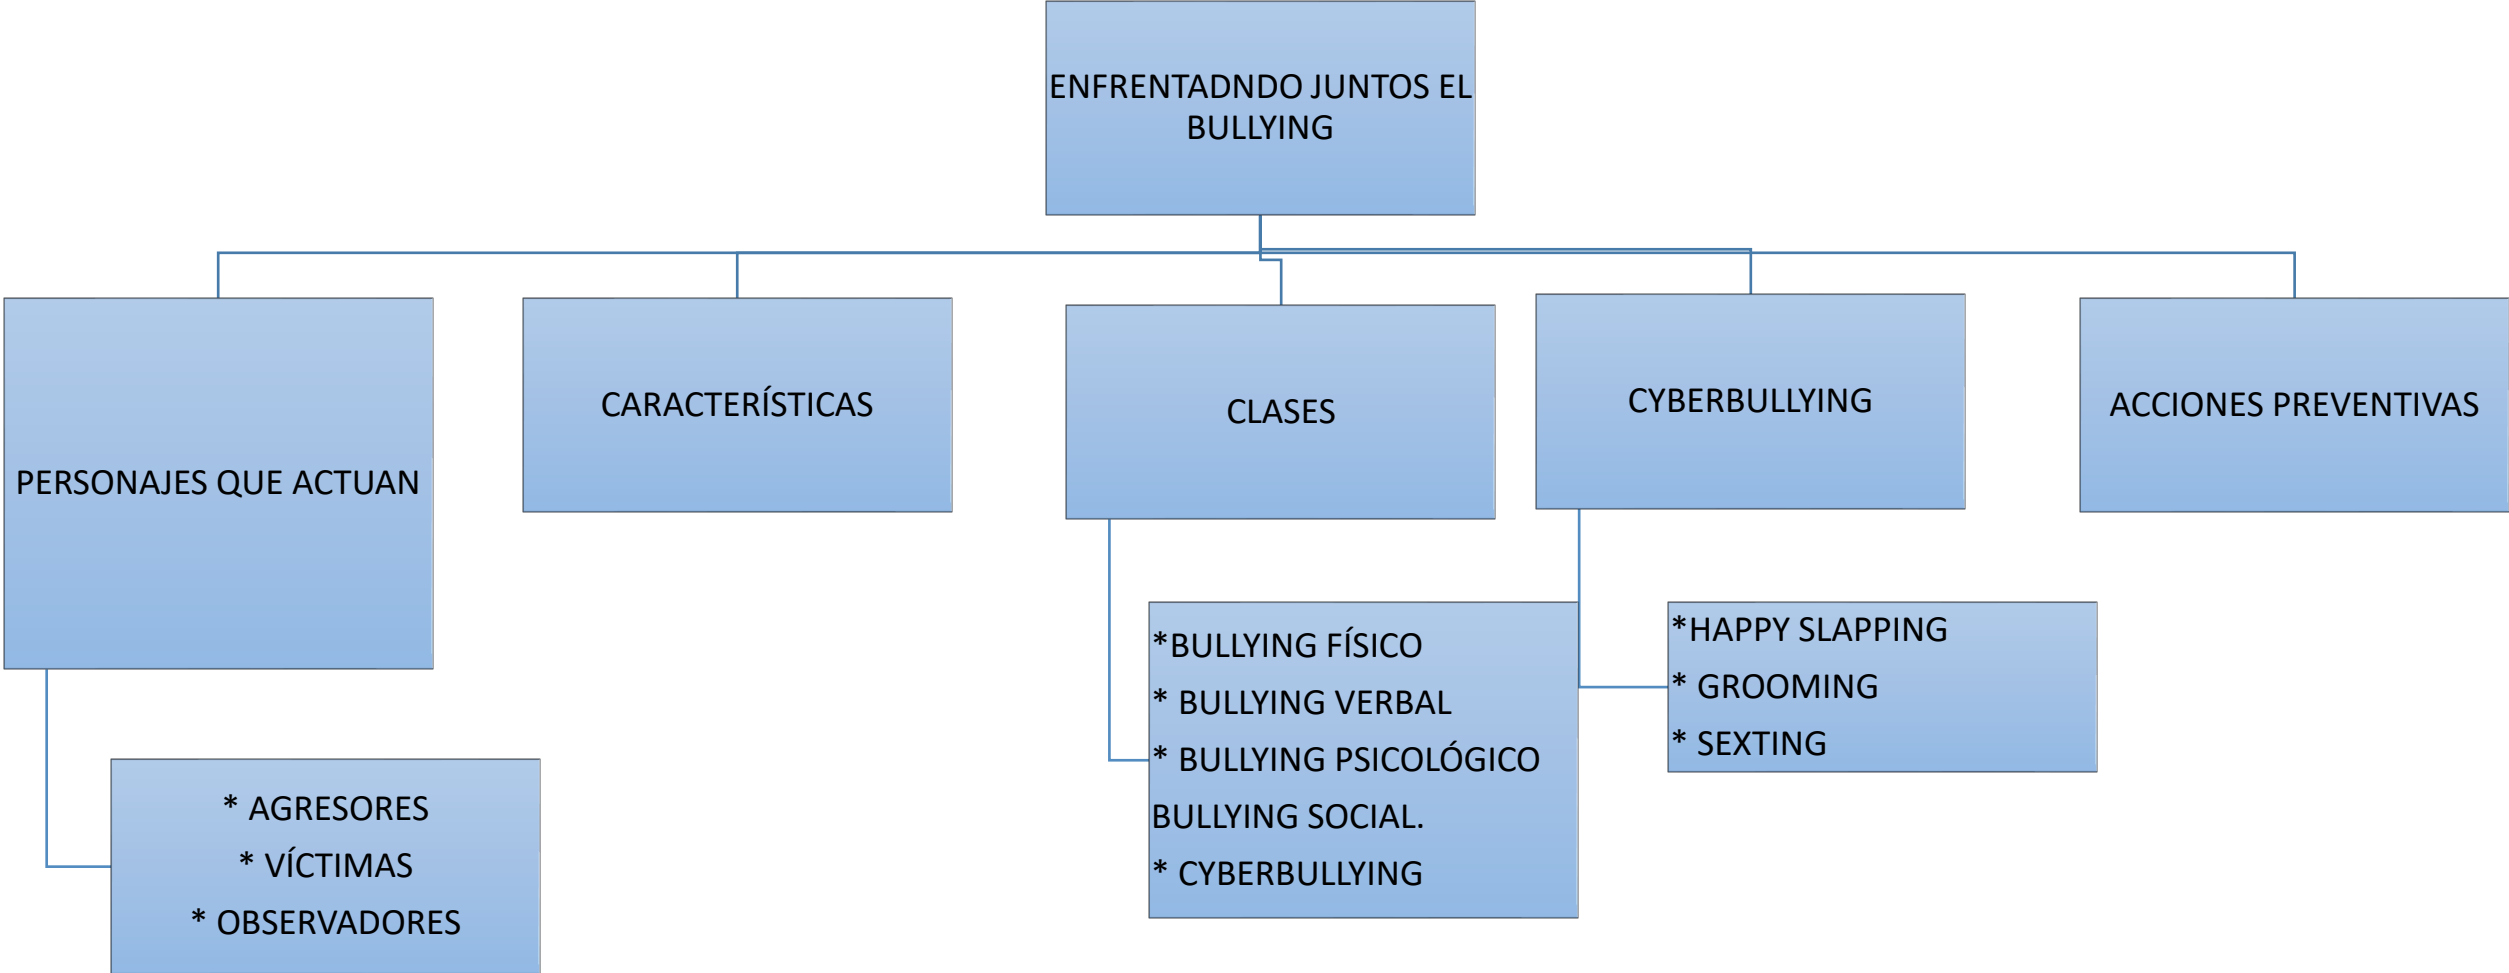 ENFRENTADNDO JUNTOS EL
BULLYING
PERSONAJES QUE ACTUAN
CARACTERÍSTICAS
CLASES
CYBERBULLYING
ACCIONES PREVENTIVAS
* AGRESORES
* VÍCTIMAS
* OBSERVADORES
*BULLYING FÍSICO
* BULLYING VERBAL
* BULLYING PSICOLÓGICO
BULLYING SOCIAL.
* CYBERBULLYING
*HAPPY SLAPPING
* GROOMING
* SEXTING